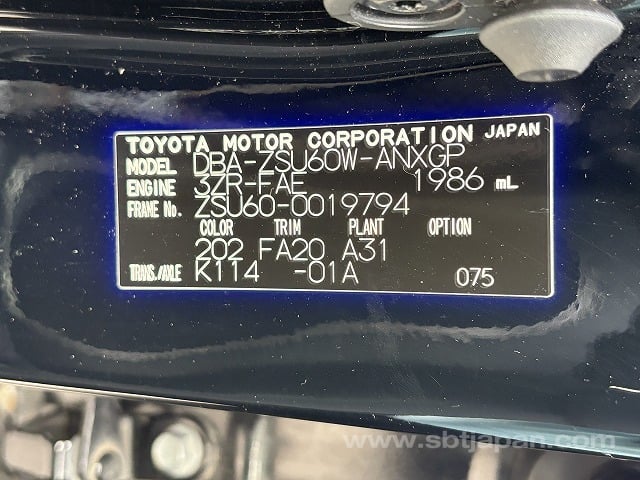 TOYOTA MOTOR CORPORATION JAPAN
MODEL DBA-ZSU60W-ANXGP
ENGINE 3ZR-FAE 1986 mL
FRAME No. ZSU60-0019794
COLOR TRIM PLANT OPTION
202 FA20 A31
TRANS./AXLE K114 -01A 075
www.sbtjapan.com